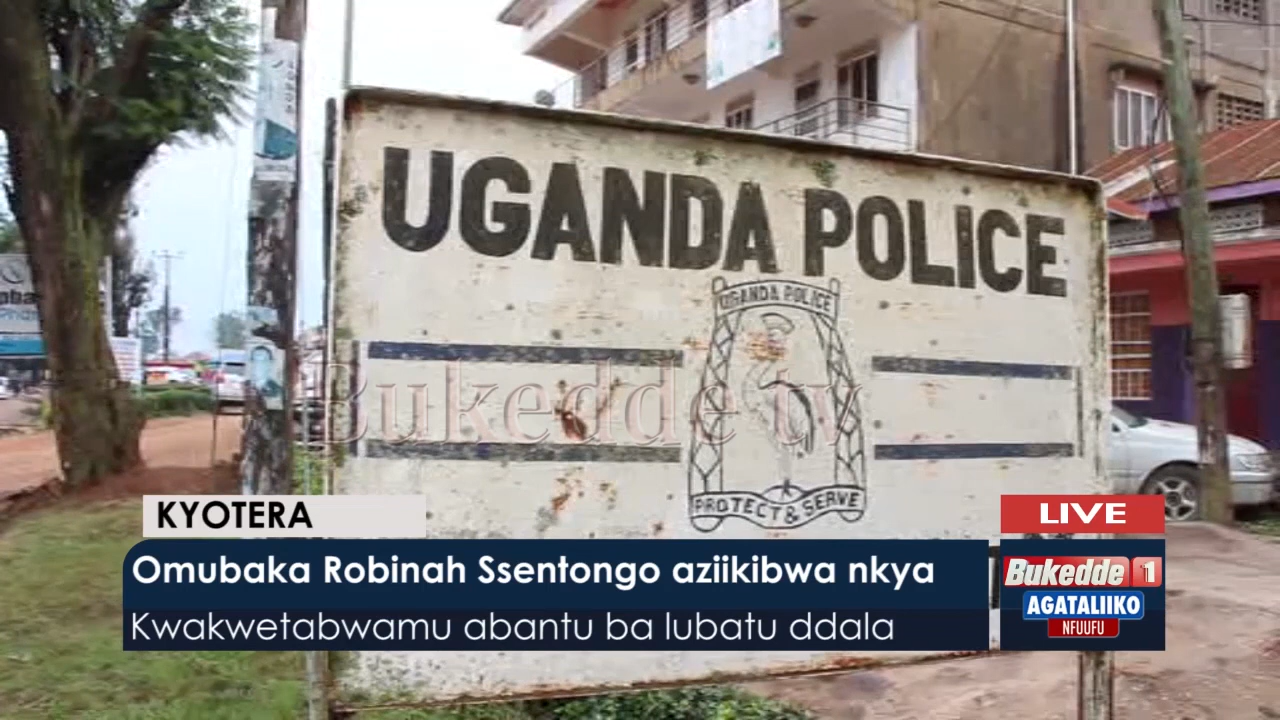 UGANDA POLICE
UGANDA POLICE
PROTECT & SERVE
Bukedde tv
KYOTERA
Omubaka Robinah Ssentongo aziikibwa nkya
Kwakwetabwamu abantu ba lubatu ddala
LIVE
Bukedde 1
AGATALIIKO
NFUUFU